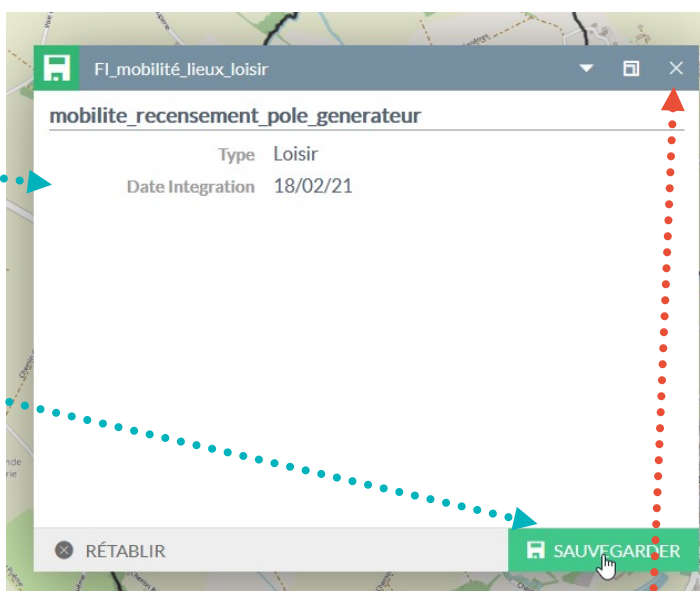 FI_mobilité_lieux_loisir
mobilite_recensement_pole_generateur
Type Loisir
Date Integration 18/02/21
RÉTABLIR
SAUVEGARDER